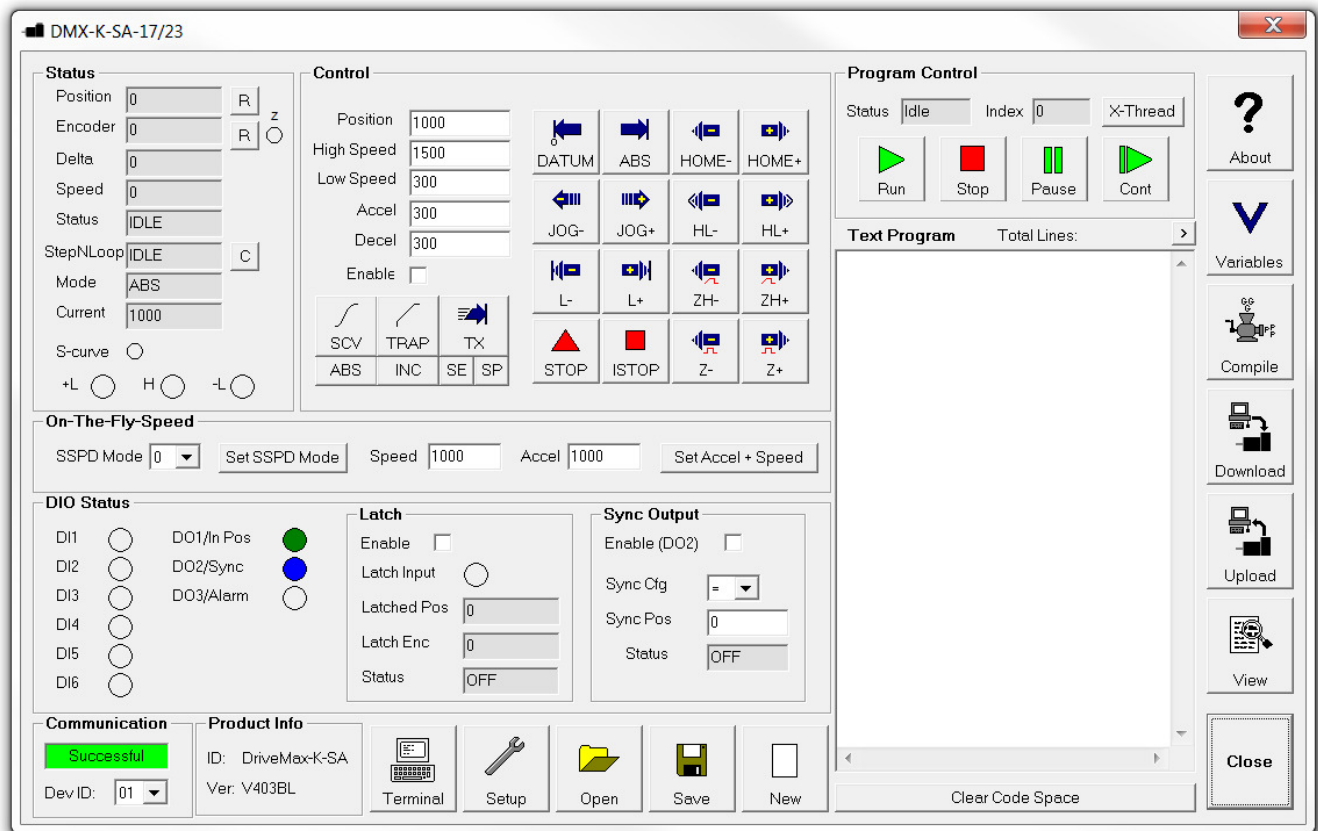 DMX-K-SA-17/23
Status
Position 0 R
Encoder 0 R Z
Delta 0
Speed 0
Status IDLE
StepNLoop IDLE C
Mode ABS
Current 1000
S-curve
+L H -L
Control
Position 1000
High Speed 1500
Low Speed 300
Accel 300
Decel 300
Enable
SCV TRAP TX
ABS INC SE SP
DATUM ABS HOME- HOME+
JOG- JOG+ HL- HL+
L- L+ ZH- ZH+
STOP ISTOP Z- Z+
On-The-Fly-Speed
SSPD Mode 0 Set SSPD Mode Speed 1000 Accel 1000 Set Accel + Speed
DIO Status
DI1 DO1/In Pos
DI2 DO2/Sync
DI3 DO3/Alarm
DI4
DI5
DI6
Latch
Enable
Latch Input
Latched Pos 0
Latch Enc 0
Status OFF
Sync Output
Enable (DO2)
Sync Cfg =
Sync Pos 0
Status OFF
Communication
Successful
Dev ID: 01
Product Info
ID: DriveMax-K-SA
Ver: V403BL
Terminal Setup Open Save New
Program Control
Status Idle Index 0 X-Thread
Run Stop Pause Cont
Text Program Total Lines: >
Clear Code Space
About
Variables
Compile
Download
Upload
View
Close